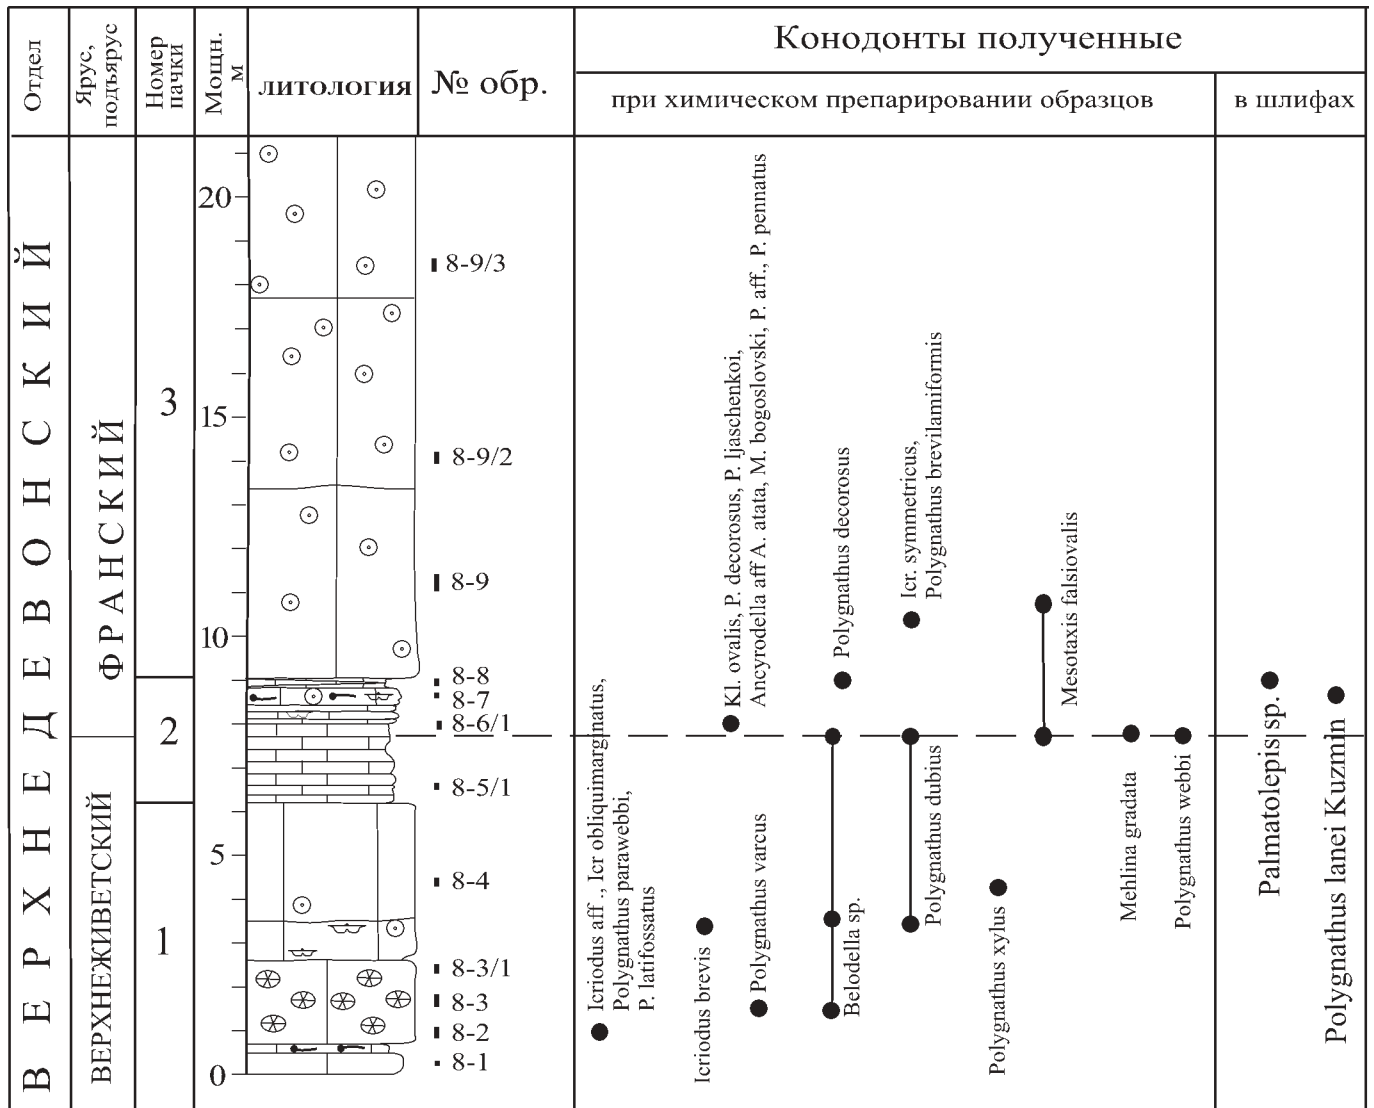 Отдел
Ярус,
подъярус
Номер
пачки
Мощн.
м
ЛИТОЛОГИЯ
№ обр.
Конодонты полученные
при химическом препарировании образцов
в шлифах
ВЕРХНЕДЕВОНСКИЙ
ФРАНСКИЙ
ВЕРХНЕЖИВЕТСКИЙ
3
2
1
20
15
10
5
0
8-9/3
8-9/2
8-9
8-8
8-7
8-6/1
8-5/1
8-4
8-3/1
8-3
8-2
8-1
Icriodus aff., Icr obliquimarginatus,
Polygnathus parawebbi,
P. latifossatus
Icriodus brevis
Kl. ovalis, P. decorosus, P. ljaschenkoi,
Ancyrodella aff A. atata, M. bogoslovski, P. aff., P. pennatus
Polygnathus varcus
Polygnathus decorosus
Belodella sp.
Icr. symmetricus,
Polygnathus brevilamiformis
Polygnathus dubius
Polygnathus xylus
Mesotaxis falsiovalis
Mehlina gradata
Polygnathus webbi
Palmatolepis sp.
Polygnathus lanei Kuzmin